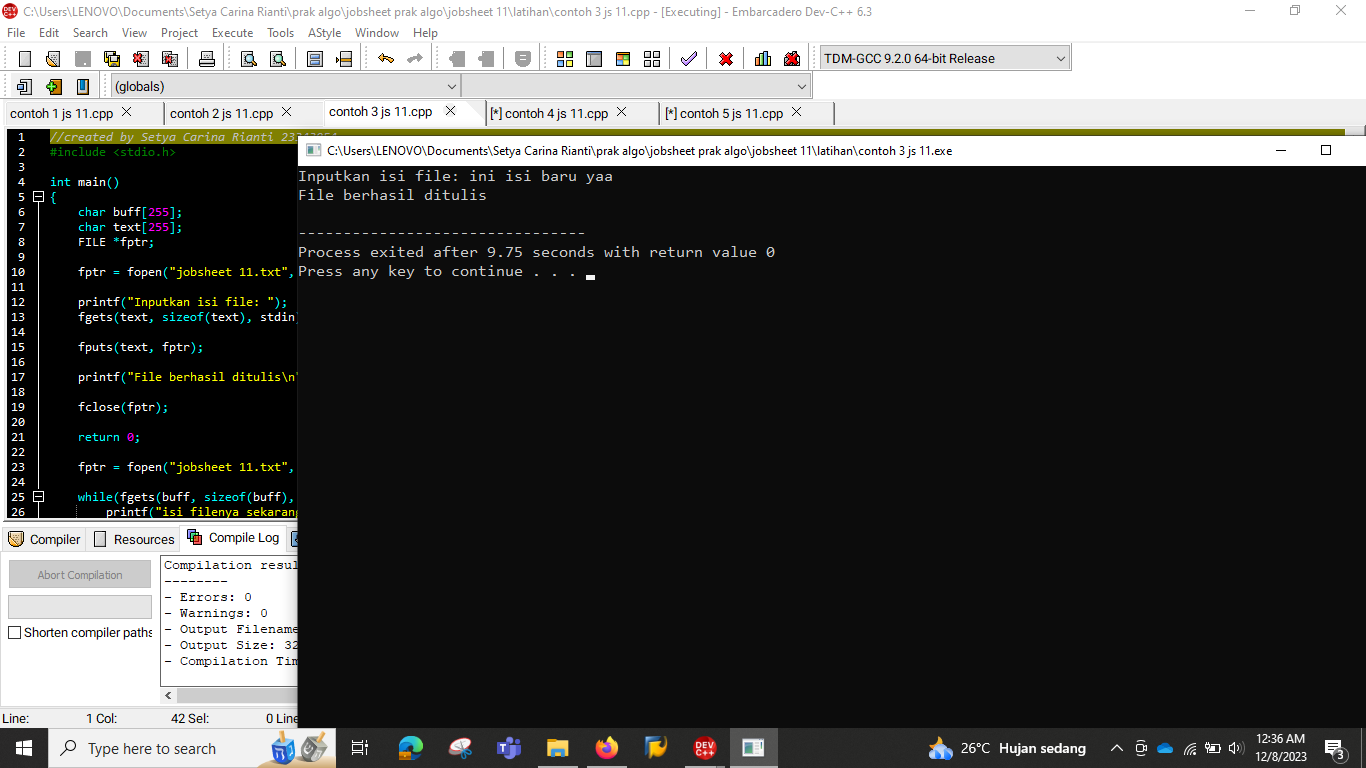 C:\Users\LENOVO\Documents\Setya Carina Rianti\prak algo\jobsheet prak algo\jobsheet 11\latihan\contoh 3 js 11.cpp - [Executing] - Embarcadero Dev-C++ 6.3
File Edit Search View Project Execute Tools AStyle Window Help
TDM-GCC 9.2.0 64-bit Release
(globals)
contoh 1 js 11.cpp contoh 2 js 11.cpp contoh 3 js 11.cpp [*] contoh 4 js 11.cpp [*] contoh 5 js 11.cpp
1 //created by Setya Carina Rianti
2 #include <stdio.h>
3
4 int main()
5 {
6 char buff[255];
7 char text[255];
8 FILE *fptr;
9
10 fptr = fopen("jobsheet 11.txt",
11
12 printf("Inputkan isi file: ");
13 fgets(text, sizeof(text), stdin)
14
15 fputs(text, fptr);
16
17 printf("File berhasil ditulis\n"
18
19 fclose(fptr);
20
21 return 0;
22
23 fptr = fopen("jobsheet 11.txt",
24
25 while(fgets(buff, sizeof(buff),
26 printf("isi filenya sekarang
C:\Users\LENOVO\Documents\Setya Carina Rianti\prak algo\jobsheet prak algo\jobsheet 11\latihan\contoh 3 js 11.exe
Inputkan isi file: ini isi baru yaa
File berhasil ditulis
--------------------------------
Process exited after 9.75 seconds with return value 0
Press any key to continue . . .
Compiler Resources Compile Log
Abort Compilation
Shorten compiler paths
Compilation resul
--------
- Errors: 0
- Warnings: 0
- Output Filename
- Output Size: 32
- Compilation Tim
Line: 1 Col: 42 Sel: 0 Line
Type here to search
DEV C++
26°C Hujan sedang
12:36 AM
12/8/2023
3